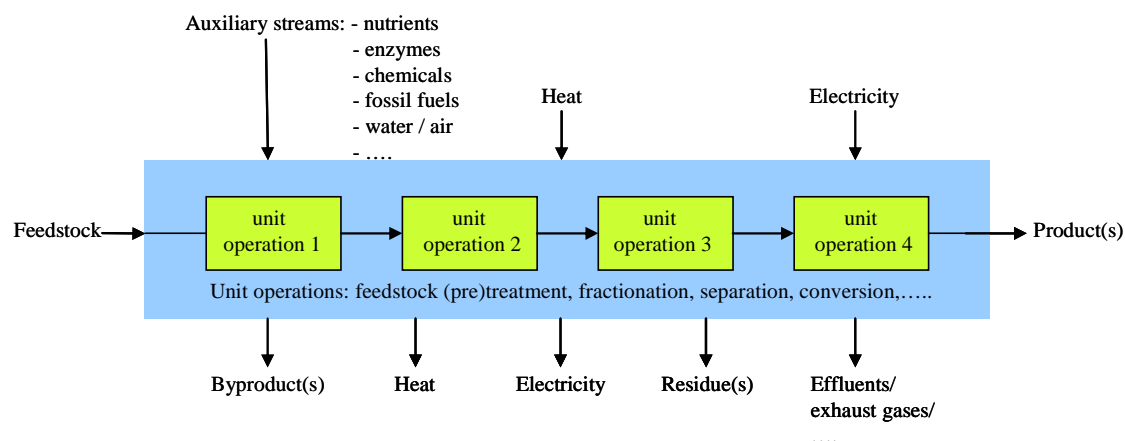 Auxiliary streams: - nutrients
- enzymes
- chemicals
- fossil fuels
- water / air
- ….
Heat
Electricity
Feedstock
unit
operation 1
unit
operation 2
unit
operation 3
unit
operation 4
Product(s)
Unit operations: feedstock (pre)treatment, fractionation, separation, conversion,…..
Byproduct(s)
Heat
Electricity
Residue(s)
Effluents/
exhaust gases/
….